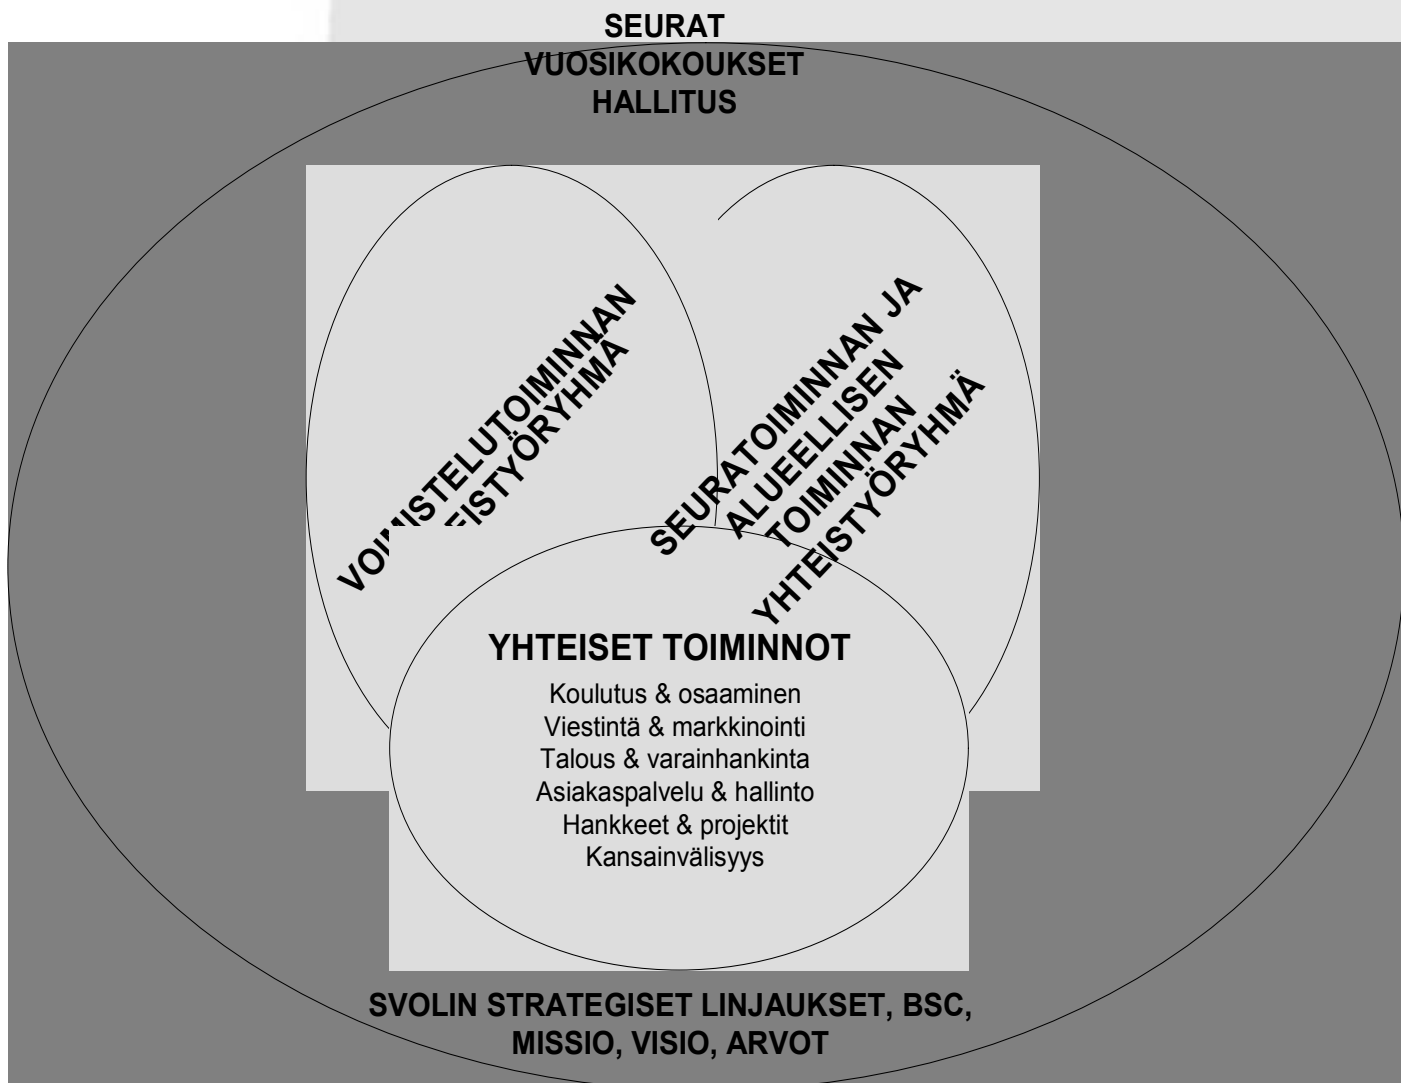 SEURAT
VUOSIKOKOUKSET
HALLITUS
VOIMISTELUTOIMINNAN
SEURATOIMINNAN JA
ALUEELLISEN
TOIMINNAN
YHTEISTYÖRYHMÄ
YHTEISET TOIMINNOT
Koulutus & osaaminen
Viestintä & markkinointi
Talous & varainhankinta
Asiakaspalvelu & hallinto
Hankkeet & projektit
Kansainvälisyys
SVOLIN STRATEGISET LINJAUKSET, BSC,
MISSIO, VISIO, ARVOT